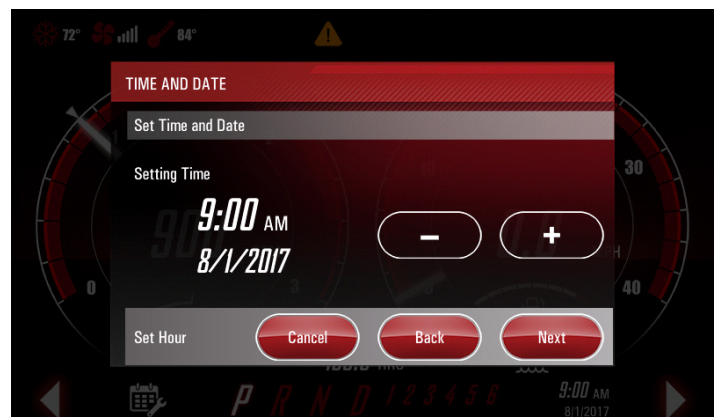 72° 84°
TIME AND DATE
Set Time and Date
Setting Time
30
9:00 AM
8/1/2017
- +
0 3 40
Set Hour Cancel Back Next
P R N D 1 2 3 4 5 6
9:00 AM
8/1/2017